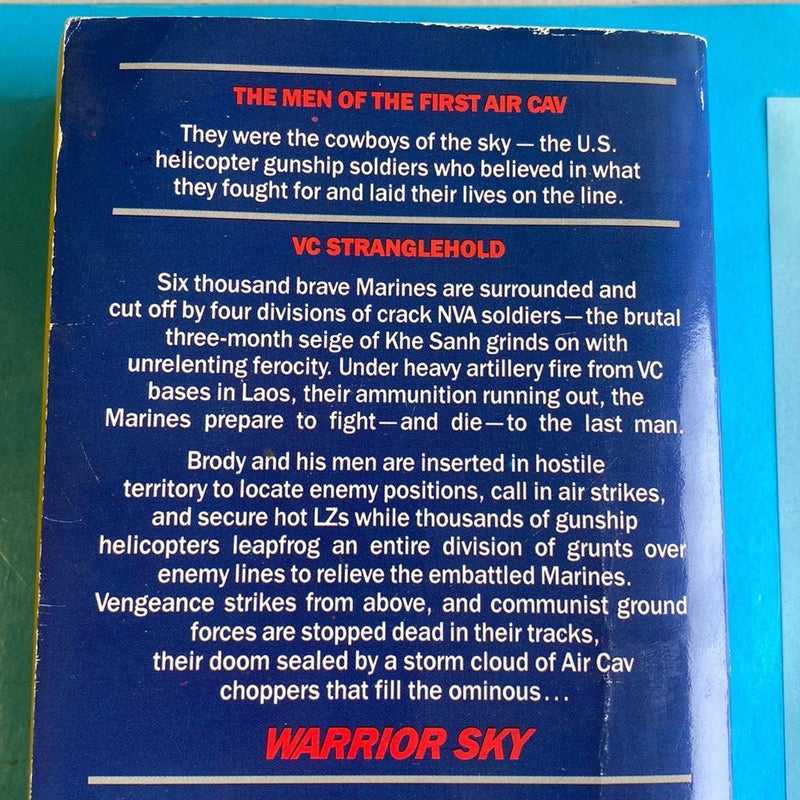 THE MEN OF THE FIRST AIR CAV
They were the cowboys of the sky — the U.S.
helicopter gunship soldiers who believed in what
they fought for and laid their lives on the line.
VC STRANGLEHOLD
Six thousand brave Marines are surrounded and
cut off by four divisions of crack NVA soldiers—the brutal
three-month seige of Khe Sanh grinds on with
unrelenting ferocity. Under heavy artillery fire from VC
bases in Laos, their ammunition running out, the
Marines prepare to fight—and die—to the last man.
Brody and his men are inserted in hostile
territory to locate enemy positions, call in air strikes,
and secure hot LZs while thousands of gunship
helicopters leapfrog an entire division of grunts over
enemy lines to relieve the embattled Marines.
Vengeance strikes from above, and communist ground
forces are stopped dead in their tracks,
their doom sealed by a storm cloud of Air Cav
choppers that fill the ominous...
WARRIOR SKY